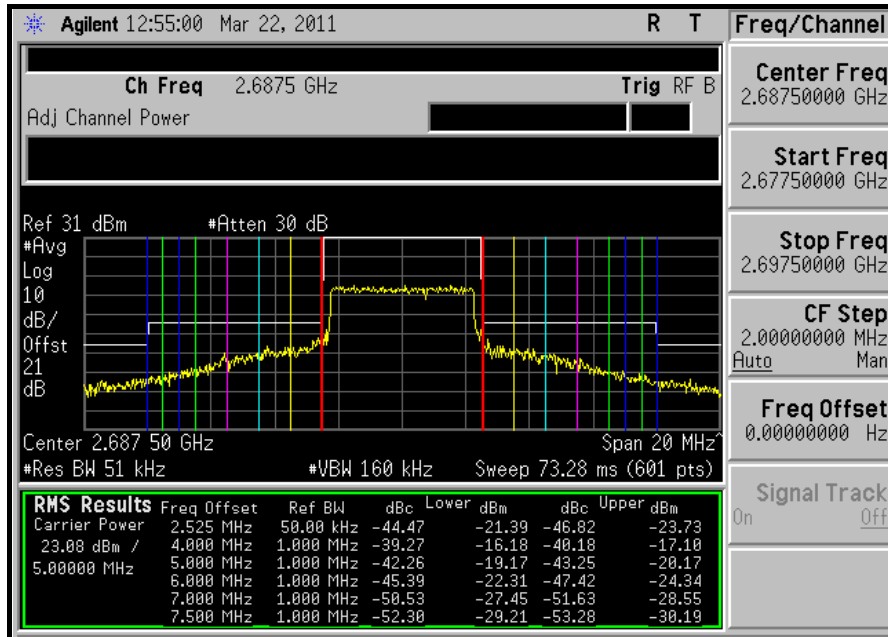 Agilent 12:55:00 Mar 22, 2011 R T
Freq/Channel
Ch Freq 2.6875 GHz Trig RF B
Adj Channel Power
Center Freq
2.68750000 GHz
Start Freq
2.67750000 GHz
Stop Freq
2.69750000 GHz
CF Step
2.00000000 MHz
Auto Man
Freq Offset
0.00000000 Hz
Signal Track
On Off
Ref 31 dBm #Atten 30 dB
#Avg
Log
10
dB/
Offst
21
dB
Center 2.687 50 GHz Span 20 MHz^
#Res BW 51 kHz #VBW 160 kHz Sweep 73.28 ms (601 pts)
RMS Results Freq Offset Ref BW dBc Lower dBm dBc Upper dBm
Carrier Power 2.525 MHz 50.00 kHz -44.47 -21.39 -46.82 -23.73
23.08 dBm / 4.000 MHz 1.000 MHz -39.27 -16.18 -40.18 -17.10
5.00000 MHz 5.000 MHz 1.000 MHz -42.26 -19.17 -43.25 -20.17
6.000 MHz 1.000 MHz -45.39 -22.31 -47.42 -24.34
7.000 MHz 1.000 MHz -50.53 -27.45 -51.63 -28.55
7.500 MHz 1.000 MHz -52.30 -29.21 -53.28 -30.19